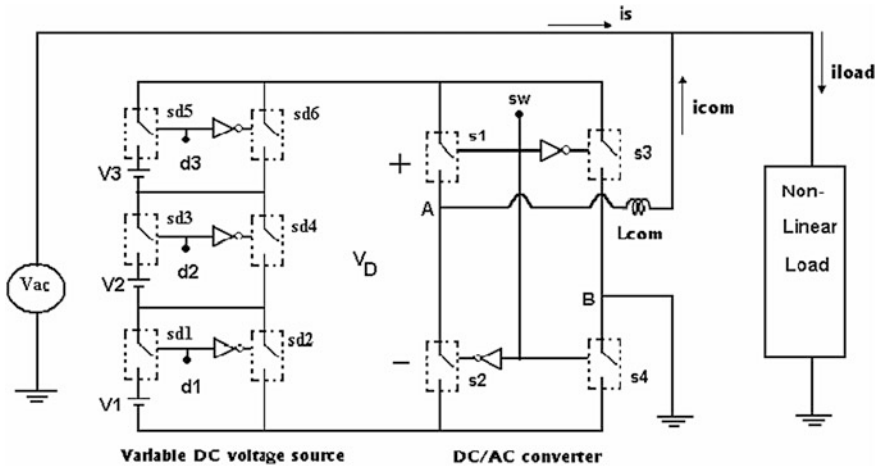 is
iload
icom
sw
sd5
sd6
s1
s3
d3
V3
+
A
Lcom
Non-
Linear
Load
sd3
sd4
d2
V2
VD
Vac
B
sd1
sd2
d1
V1
−
s2
s4
Variable DC voltage source
DC/AC converter